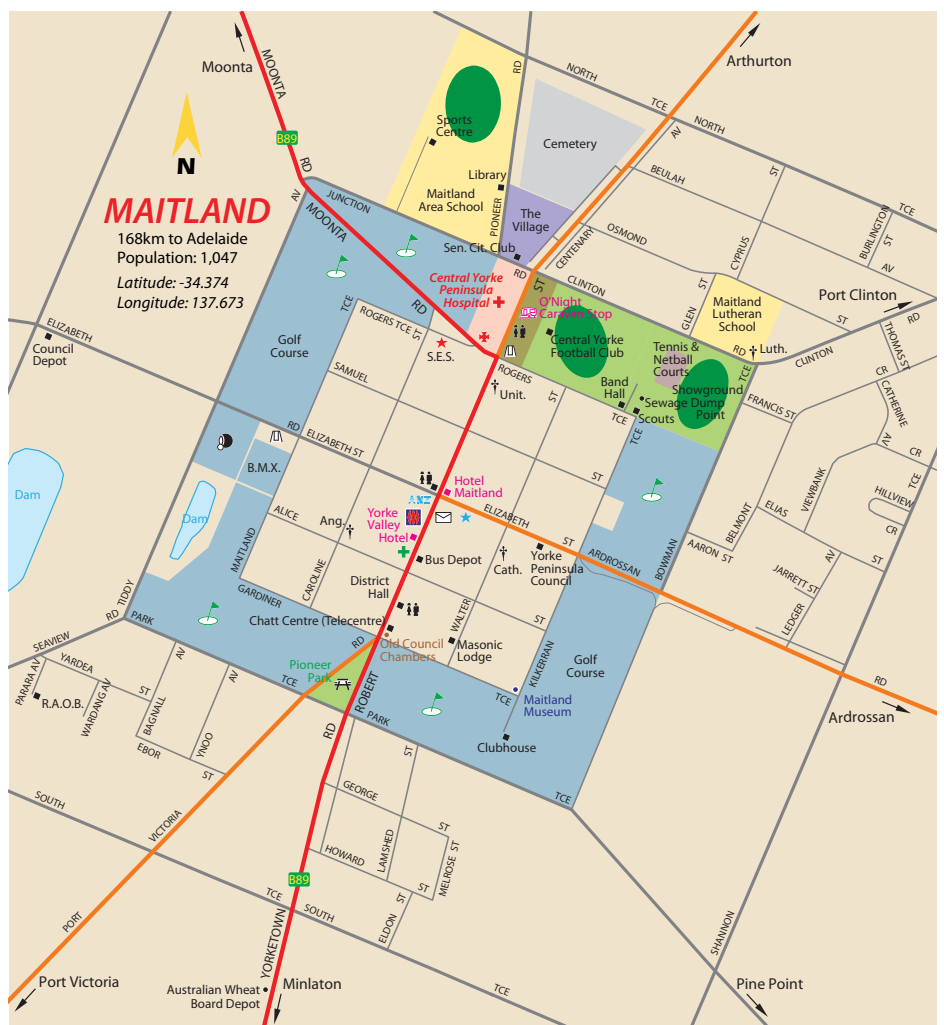 Moonta
MOONTA
RD
B89
N
MAITLAND
168km to Adelaide
Population: 1,047
Latitude: -34.374
Longitude: 137.673
Arthurton
NORTH
TCE
NORTH
TCE
RD
PIONEER
Sports
Centre
Library
Maitland
Area School
Cemetery
The
Village
Sen. Cit. Club
AV
CENTENARY
BEULAH
AV
OSMOND
ST
ST
CYPRUS
BURLINGTON
ST
JUNCTION
RD
AV
MOONTA
RD
Central Yorke
Peninsula
Hospital
ST
CLINTON
RD
O'Night
Caravan Stop
Central Yorke
Football Club
ST
GLEN
Maitland
Lutheran
School
Luth.
Port Clinton
CLINTON
RD
THOMAS ST
Tennis &
Netball
Courts
Showground
Sewage Dump
Point
Band
Hall
Scouts
TCE
ELIZABETH
RD
Council
Depot
Golf
Course
TCE
ROGERS TCE
ST
S.E.S.
ROGERS
TCE
Unit.
ST
SAMUEL
ST
TCE
FRANCIS ST
CR
CATHERINE
AV
CR
TCE
HILLVIEW
CR
VIEWBANK
AV
ELIAS
ST
BELMONT
AARON ST
JARRETT ST
LEDGER
ELIZABETH ST
B.M.X.
Dam
Dam
ALICE
Ang.
ANZ
Hotel
Maitland
Yorke
Valley
Hotel
Bus Depot
ELIZABETH
ST
Cath.
Yorke
Peninsula
Council
ARDROSSAN
RD
BOWMAN
Ardrossan
MAITLAND
CAROLINE
GARDINER
RD
District
Hall
Chatt Centre (Telecentre)
Old Council
Chambers
WALTER
ST
Masonic
Lodge
KILKERRAN
TCE
Golf
Course
Maitland
Museum
Clubhouse
TIDDY
SEAVIEW
RD
PARK
TCE
PARK
TCE
Pioneer
Park
ROBERT
RD
YARDEA
ST
PARARA AV
R.A.O.B.
WARDANG AV
BAGNALL
AV
YNOO
AV
EBOR
ST
SOUTH
TCE
SOUTH
TCE
VICTORIA
PORT
GEORGE
ST
ST
LAMSHED
HOWARD
ST
MELROSE ST
ELDON
ST
B89
YORKETOWN
SHANNON
Port Victoria
Australian Wheat
Board Depot
Minlaton
Pine Point